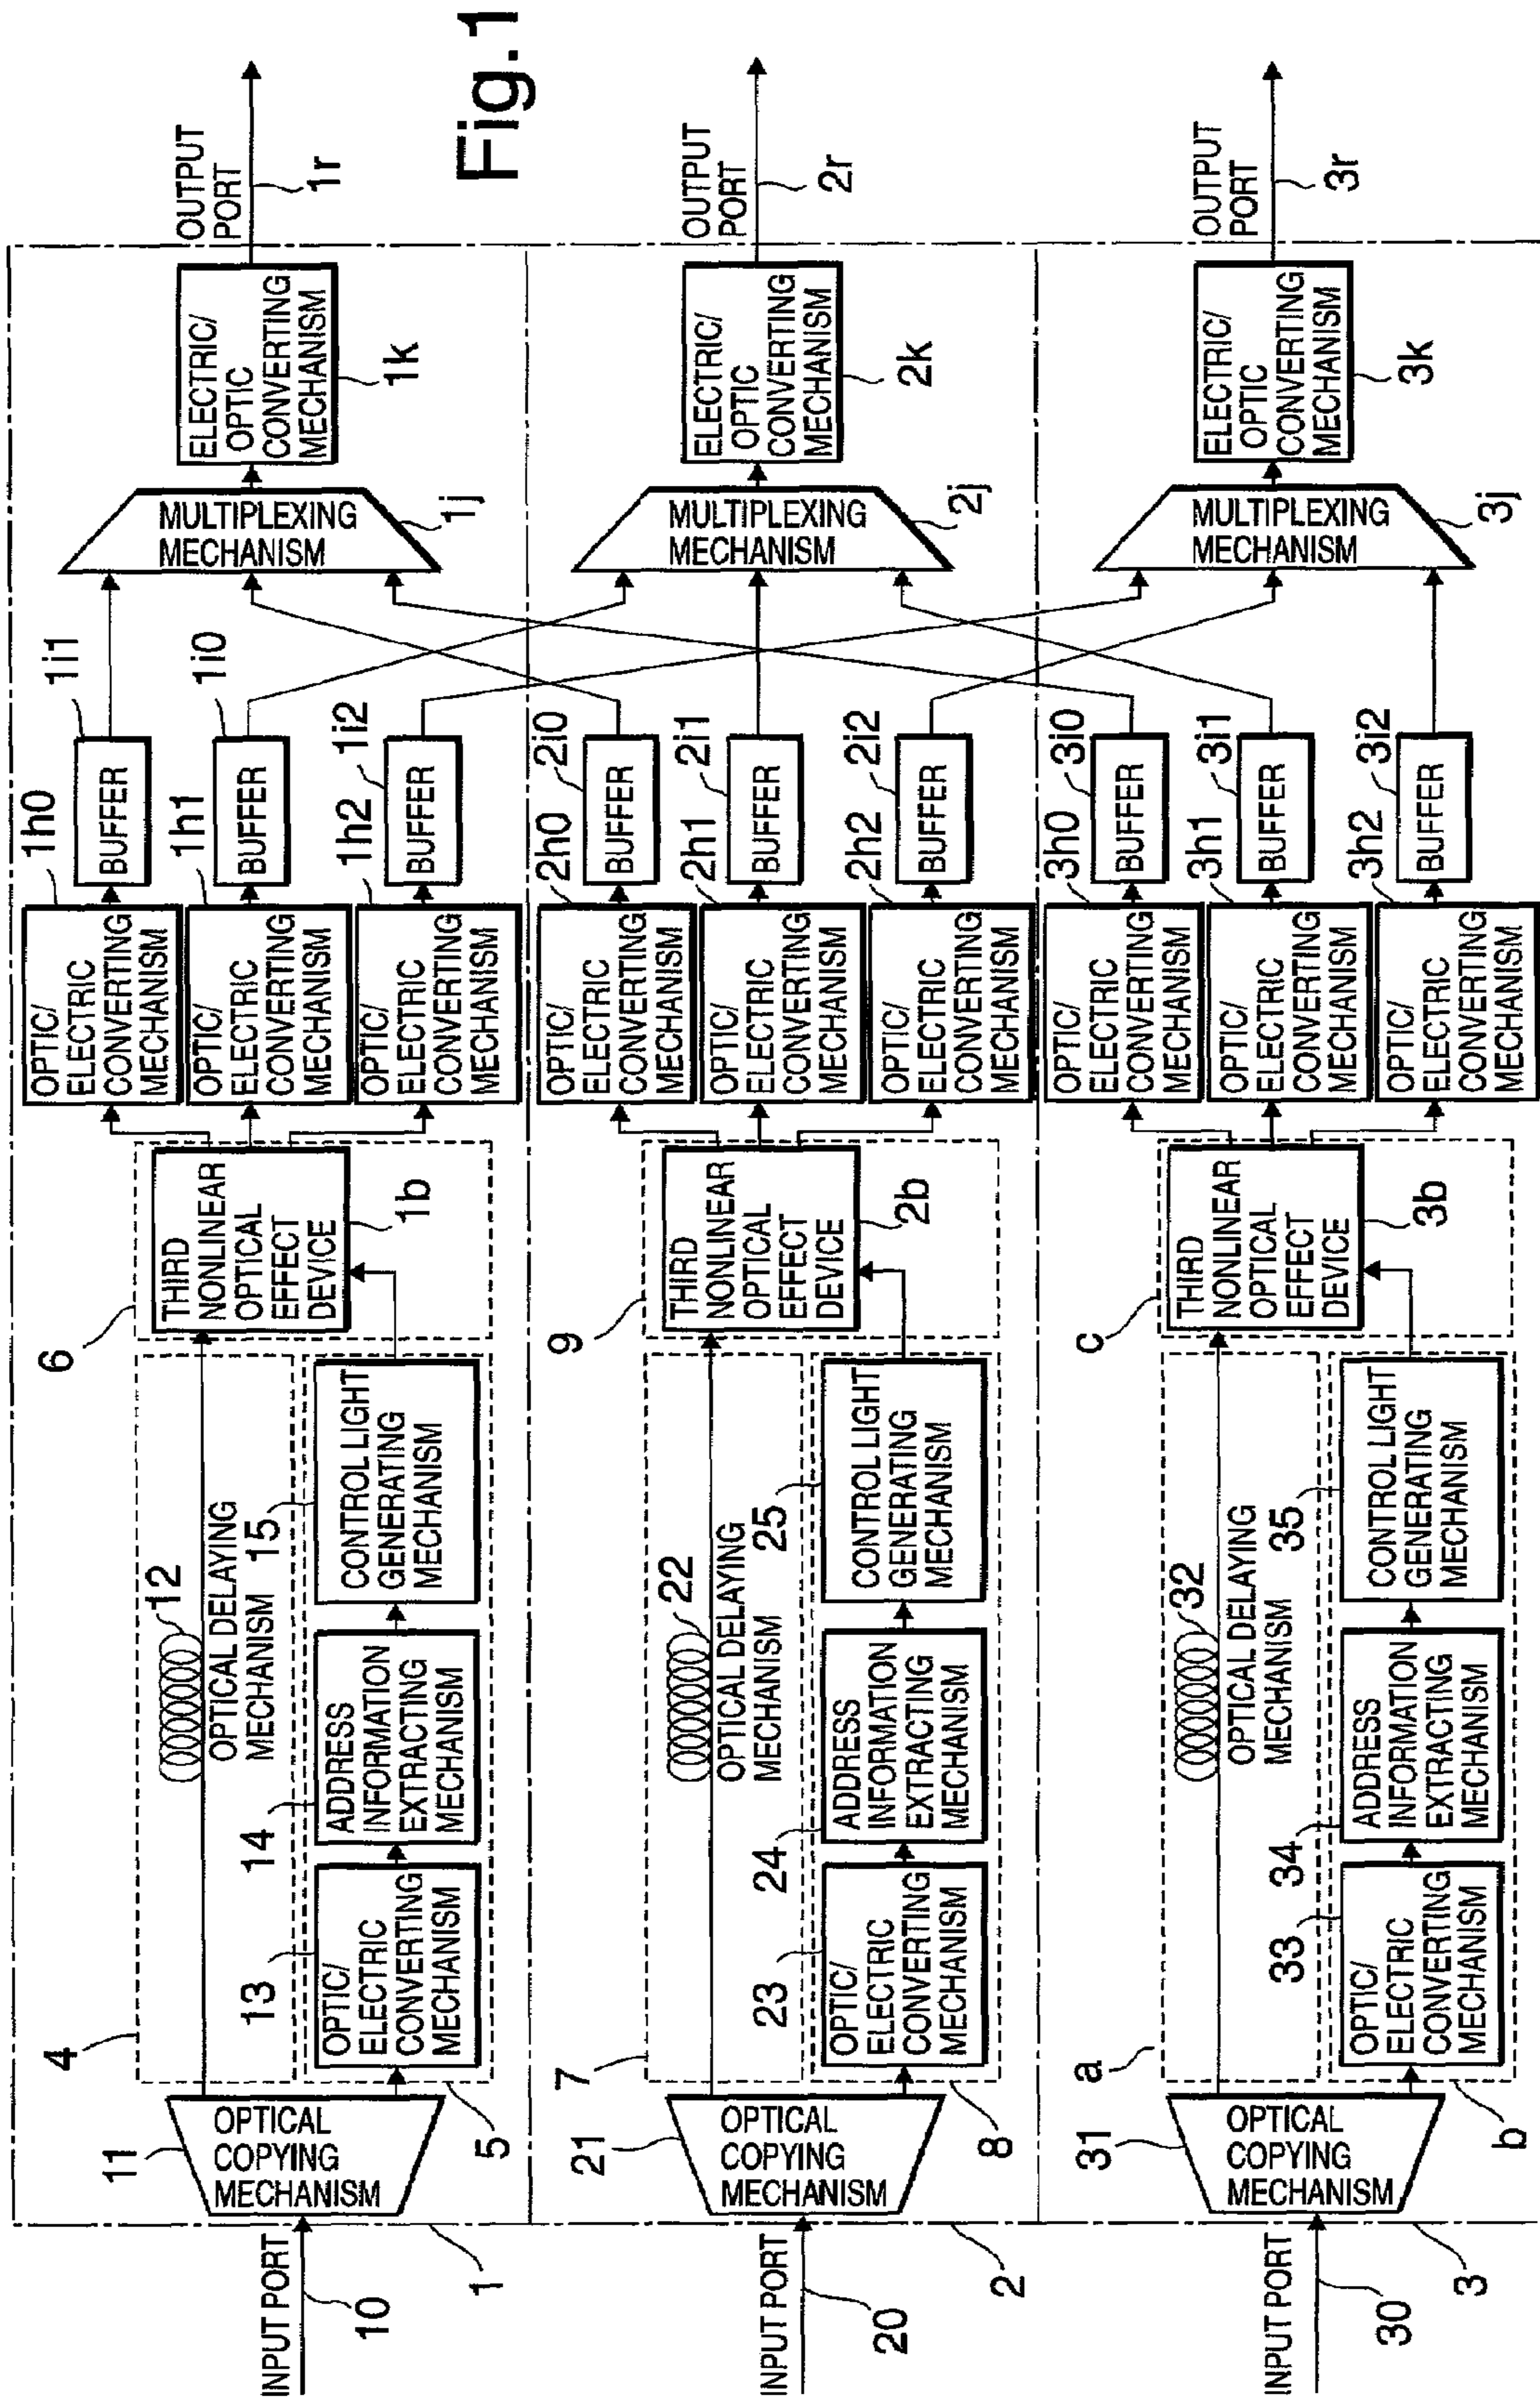 Fig.1
INPUT PORT
10
1
11
OPTICAL
COPYING
MECHANISM
4
12
OPTICAL DELAYING
MECHANISM
5
13
OPTIC/
ELECTRIC
CONVERTING
MECHANISM
14
ADDRESS
INFORMATION
EXTRACTING
MECHANISM
15
CONTROL LIGHT
GENERATING
MECHANISM
6
THIRD
NONLINEAR
OPTICAL
EFFECT
DEVICE
1b
OPTIC/
ELECTRIC
CONVERTING
MECHANISM
1h0
BUFFER
1i1
OPTIC/
ELECTRIC
CONVERTING
MECHANISM
1h1
BUFFER
1i0
OPTIC/
ELECTRIC
CONVERTING
MECHANISM
1h2
BUFFER
1i2
MULTIPLEXING
MECHANISM
1j
ELECTRIC/
OPTIC
CONVERTING
MECHANISM
1k
OUTPUT
PORT
1r
INPUT PORT
20
2
21
OPTICAL
COPYING
MECHANISM
7
22
OPTICAL DELAYING
MECHANISM
8
23
OPTIC/
ELECTRIC
CONVERTING
MECHANISM
24
ADDRESS
INFORMATION
EXTRACTING
MECHANISM
25
CONTROL LIGHT
GENERATING
MECHANISM
9
THIRD
NONLINEAR
OPTICAL
EFFECT
DEVICE
2b
OPTIC/
ELECTRIC
CONVERTING
MECHANISM
2h0
BUFFER
2i0
OPTIC/
ELECTRIC
CONVERTING
MECHANISM
2h1
BUFFER
2i1
OPTIC/
ELECTRIC
CONVERTING
MECHANISM
2h2
BUFFER
2i2
MULTIPLEXING
MECHANISM
2j
ELECTRIC/
OPTIC
CONVERTING
MECHANISM
2k
OUTPUT
PORT
2r
INPUT PORT
30
3
31
OPTICAL
COPYING
MECHANISM
a
32
OPTICAL DELAYING
MECHANISM
b
33
OPTIC/
ELECTRIC
CONVERTING
MECHANISM
34
ADDRESS
INFORMATION
EXTRACTING
MECHANISM
35
CONTROL LIGHT
GENERATING
MECHANISM
c
THIRD
NONLINEAR
OPTICAL
EFFECT
DEVICE
3b
OPTIC/
ELECTRIC
CONVERTING
MECHANISM
3h0
BUFFER
3i0
OPTIC/
ELECTRIC
CONVERTING
MECHANISM
3h1
BUFFER
3i1
OPTIC/
ELECTRIC
CONVERTING
MECHANISM
3h2
BUFFER
3i2
MULTIPLEXING
MECHANISM
3j
ELECTRIC/
OPTIC
CONVERTING
MECHANISM
3k
OUTPUT
PORT
3r